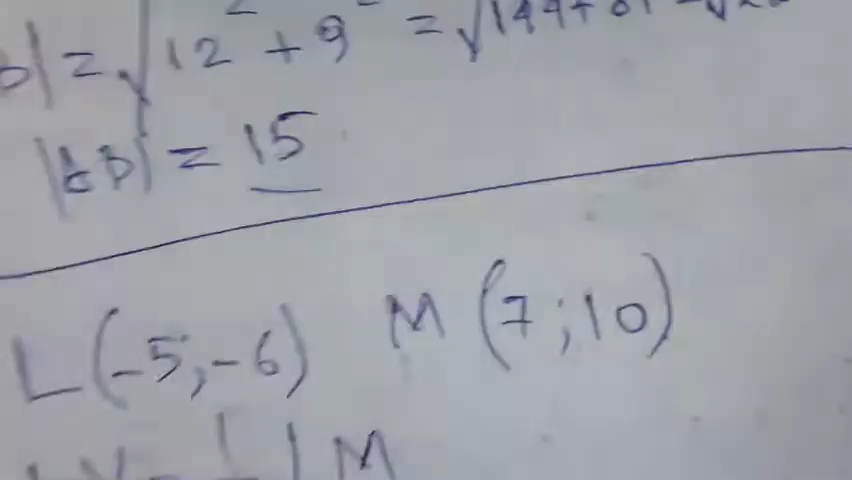 = √12² + 9² = √144+81
|AB| = 15
L(-5;-6) M(7;10)
M